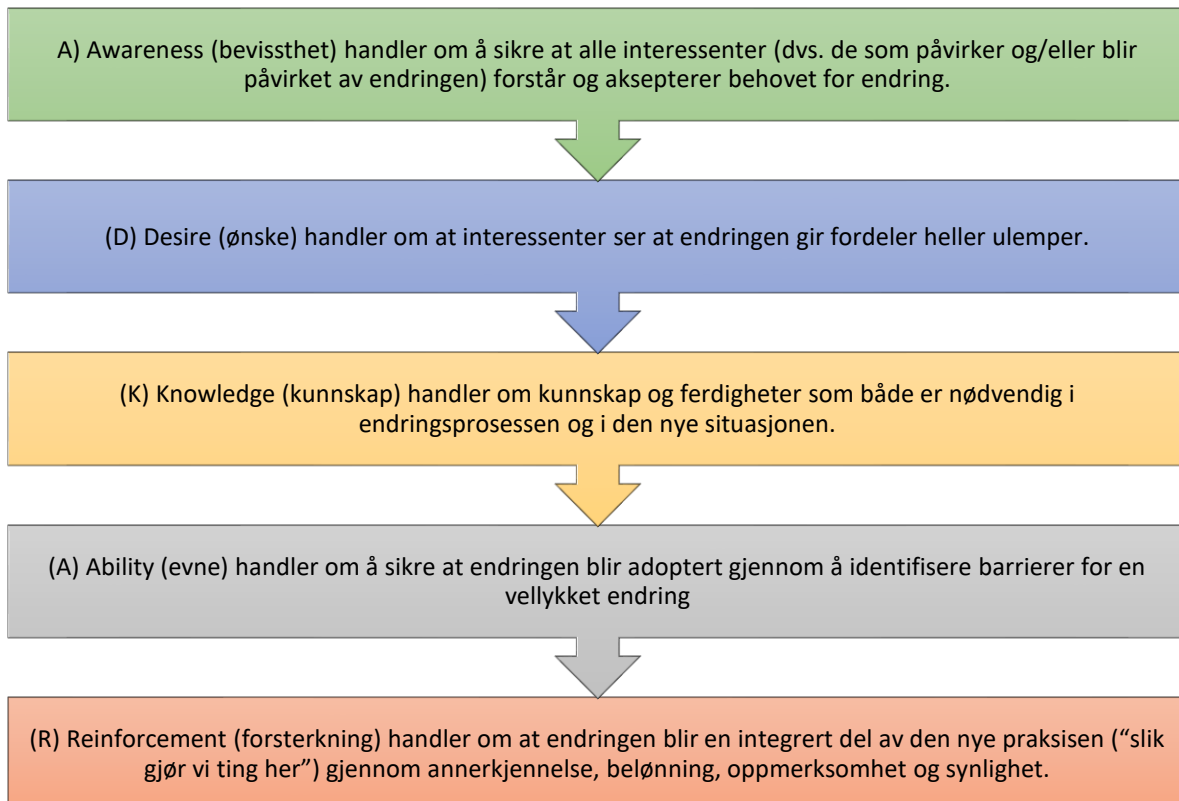 A) Awareness (bevissthet) handler om å sikre at alle interessenter (dvs. de som påvirker og/eller blir
påvirket av endringen) forstår og aksepterer behovet for endring.
(D) Desire (ønske) handler om at interessenter ser at endringen gir fordeler heller ulemper.
(K) Knowledge (kunnskap) handler om kunnskap og ferdigheter som både er nødvendig i
endringsprosessen og i den nye situasjonen.
(A) Ability (evne) handler om å sikre at endringen blir adoptert gjennom å identifisere barrierer for en
vellykket endring
(R) Reinforcement (forsterkning) handler om at endringen blir en integrert del av den nye praksisen (“slik
gjør vi ting her”) gjennom annerkjennelse, belønning, oppmerksomhet og synlighet.